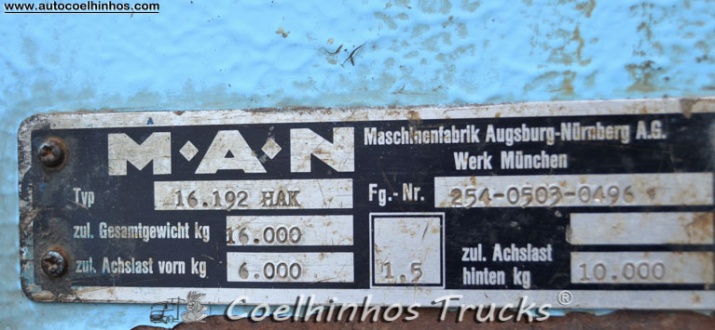 www.autocoelhinhos.com
M·A·N Maschinenfabrik Augsburg-Nürnberg A.G.
Werk München
Typ 16.192 HAK Fg.-Nr. 254-0503-0496
zul. Gesamtgewicht kg 16.000
zul. Achslast vorn kg 6.000 1,5 zul. Achslast hinten kg 10.000
Coelhinhos Trucks®